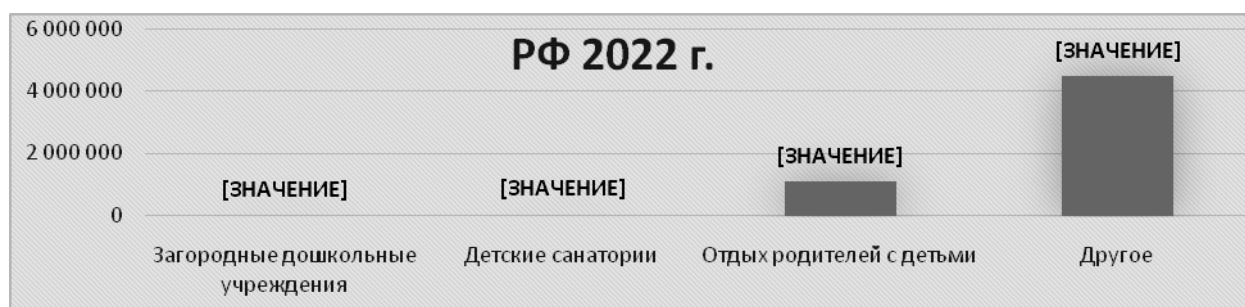 6 000 000
РФ 2022 г.
[ЗНАЧЕНИЕ]
4 000 000
2 000 000
[ЗНАЧЕНИЕ]
[ЗНАЧЕНИЕ]
[ЗНАЧЕНИЕ]
0
Загородные дошкольные
учреждения
Детские санатории
Отдых родителей с детьми
Другое